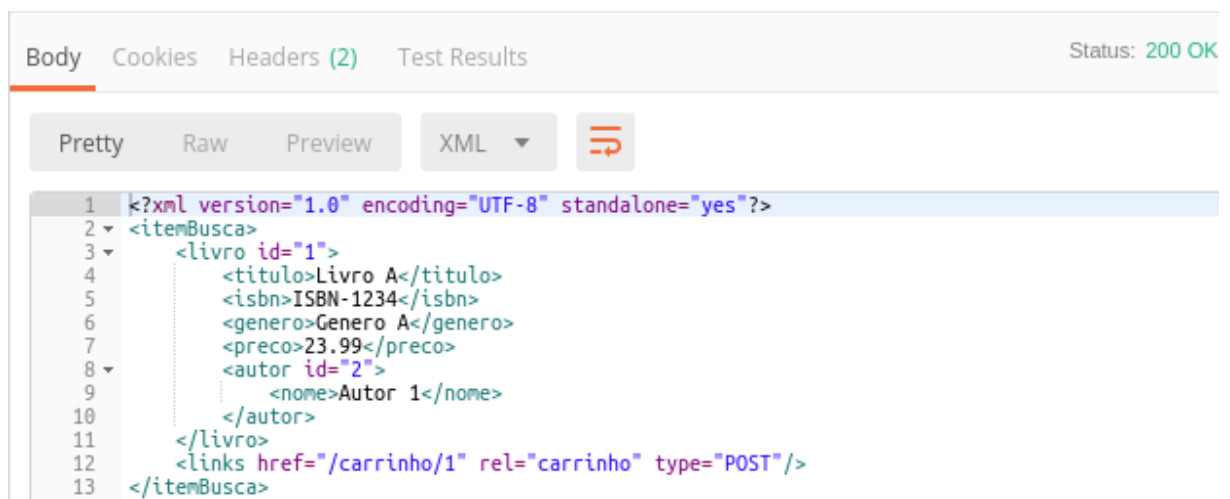 Body Cookies Headers (2) Test Results Status: 200 OK
Pretty Raw Preview XML
1 <?xml version="1.0" encoding="UTF-8" standalone="yes"?>
2 <itemBusca>
3 <livro id="1">
4 <titulo>Livro A</titulo>
5 <isbn>ISBN-1234</isbn>
6 <genero>Genero A</genero>
7 <preco>23.99</preco>
8 <autor id="2">
9 <nome>Autor 1</nome>
10 </autor>
11 </livro>
12 <links href="/carrinho/1" rel="carrinho" type="POST"/>
13 </itemBusca>